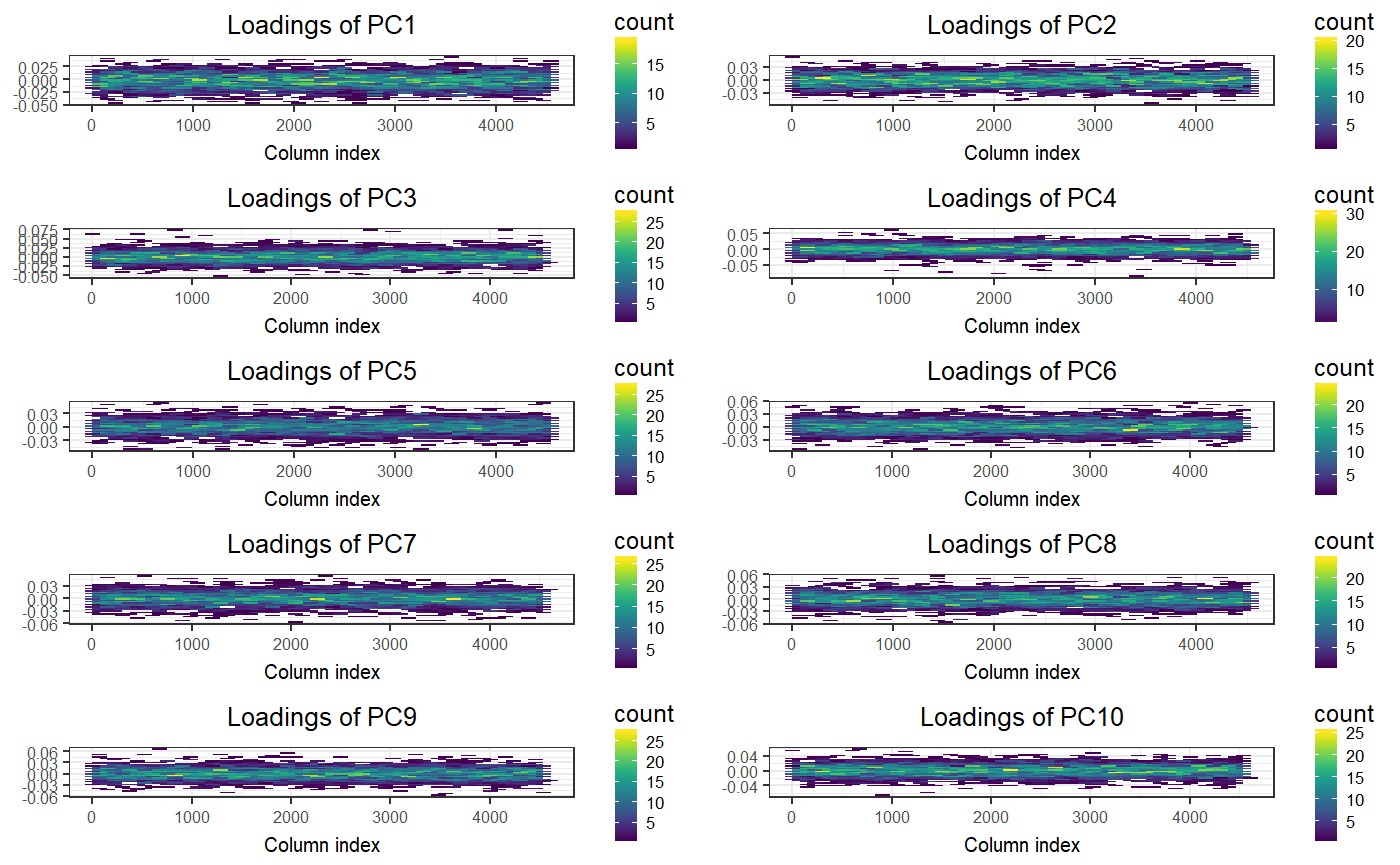 Loadings of PC1
count
15
10
5
0.025
0.000
-0.025
-0.050
0 1000 2000 3000 4000
Column index
Loadings of PC2
count
20
15
10
5
0.03
0.00
-0.03
0 1000 2000 3000 4000
Column index
Loadings of PC3
count
25
20
15
10
5
0.075
0.050
0.025
0.000
-0.025
-0.050
0 1000 2000 3000 4000
Column index
Loadings of PC4
count
30
20
10
0.05
0.00
-0.05
0 1000 2000 3000 4000
Column index
Loadings of PC5
count
25
20
15
10
5
0.03
0.00
-0.03
0 1000 2000 3000 4000
Column index
Loadings of PC6
count
20
15
10
5
0.06
0.03
0.00
-0.03
0 1000 2000 3000 4000
Column index
Loadings of PC7
count
25
20
15
10
5
0.03
0.00
-0.03
-0.06
0 1000 2000 3000 4000
Column index
Loadings of PC8
count
20
15
10
5
0.06
0.03
0.00
-0.03
-0.06
0 1000 2000 3000 4000
Column index
Loadings of PC9
count
25
20
15
10
5
0.06
0.03
0.00
-0.03
-0.06
0 1000 2000 3000 4000
Column index
Loadings of PC10
count
25
20
15
10
5
0.04
0.00
-0.04
0 1000 2000 3000 4000
Column index